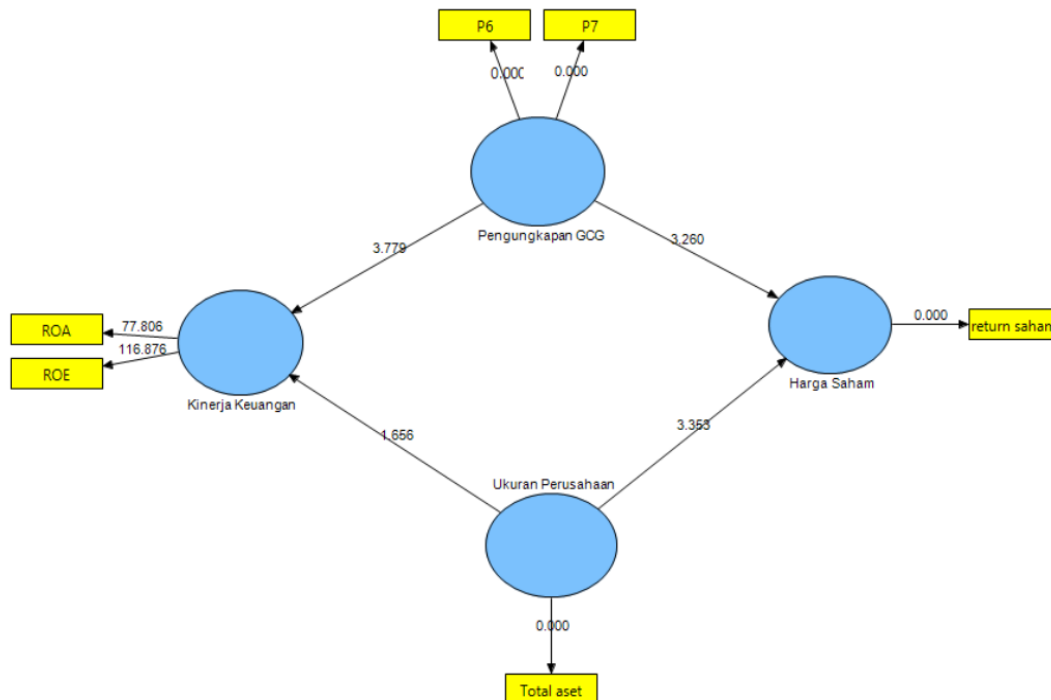 P6
P7
0.000
0.000
Pengungkapan GCG
3.779
3.260
ROA
77.806
ROE
116.876
Kinerja Keuangan
0.000
return saham
Harga Saham
1.656
3.353
Ukuran Perusahaan
0.000
Total aset